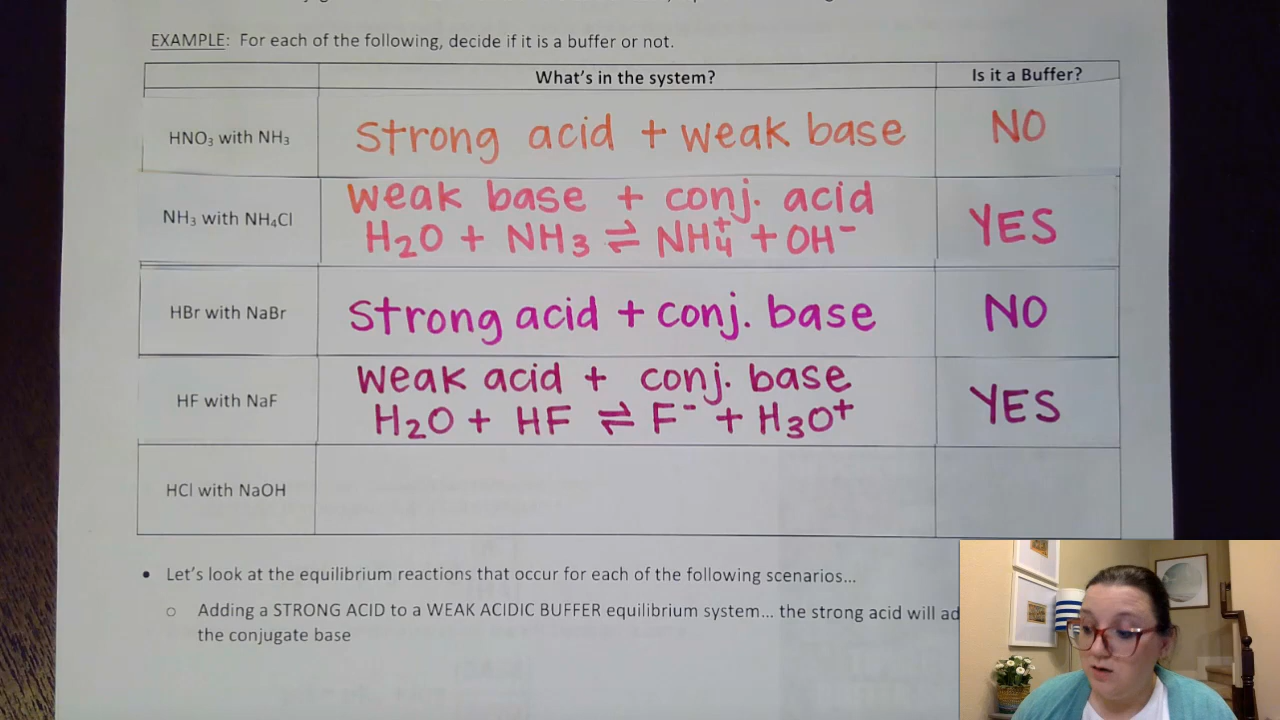 EXAMPLE: For each of the following, decide if it is a buffer or not.
What's in the system?
Is it a Buffer?
HNO₃ with NH₃
Strong acid + weak base
NO
NH₃ with NH₄Cl
weak base + conj. acid
H₂O + NH₃ ⇌ NH₄⁺ + OH⁻
YES
HBr with NaBr
Strong acid + conj. base
NO
HF with NaF
weak acid + conj. base
H₂O + HF ⇌ F⁻ + H₃O⁺
YES
HCl with NaOH
• Let's look at the equilibrium reactions that occur for each of the following scenarios...
o Adding a STRONG ACID to a WEAK ACIDIC BUFFER equilibrium system... the strong acid will
the conjugate base